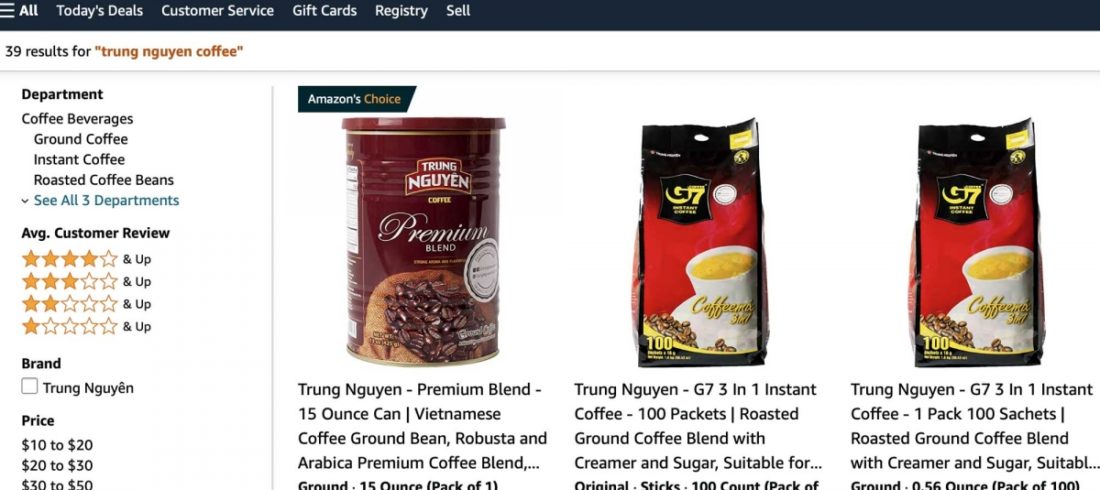 All Today's Deals Customer Service Gift Cards Registry Sell
39 results for "trung nguyen coffee"
Department
Coffee Beverages
Ground Coffee
Instant Coffee
Roasted Coffee Beans
See All 3 Departments
Avg. Customer Review
& Up
& Up
& Up
& Up
Brand
Trung Nguyên
Price
$10 to $20
$20 to $30
$30 to $50
Amazon's Choice
TRUNG
NGUYÊN
COFFEE
Premium
BLEND
Trung Nguyen - Premium Blend -
15 Ounce Can | Vietnamese
Coffee Ground Bean, Robusta and
Arabica Premium Coffee Blend,...
Ground · 15 Ounce (Pack of 1)
TRUNG NGUYEN
G7
INSTANT
COFFEE
Coffeemix
3in1
100
Trung Nguyen - G7 3 In 1 Instant
Coffee - 100 Packets | Roasted
Ground Coffee Blend with
Creamer and Sugar, Suitable for...
Original · Sticks · 100 Count (Pack of
TRUNG NGUYEN
G7
INSTANT
COFFEE
Coffeemix
3in1
100
Trung Nguyen - G7 3 In 1 Instant
Coffee - 1 Pack 100 Sachets |
Roasted Ground Coffee Blend
with Creamer and Sugar, Suitabl...
Ground · 0.56 Ounce (Pack of 100)